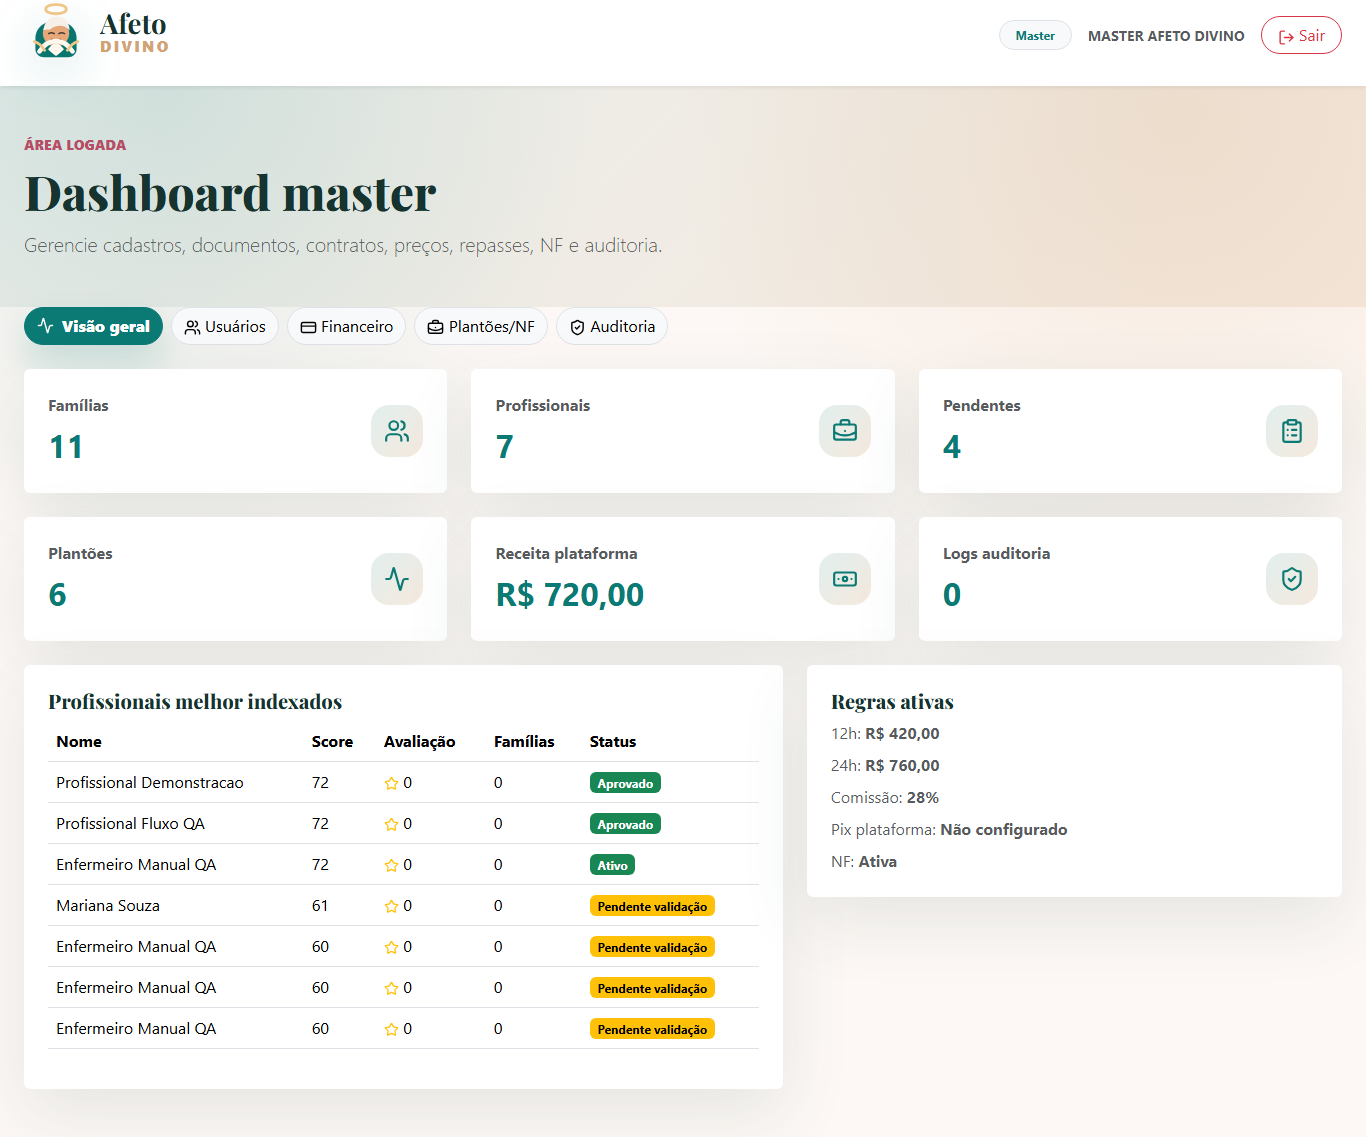 Afeto
DIVINO
Master
MASTER AFETO DIVINO
Sair
ÁREA LOGADA
Dashboard master
Gerencie cadastros, documentos, contratos, preços, repasses, NF e auditoria.
Visão geral
Usuários
Financeiro
Plantões/NF
Auditoria
Famílias
11
Profissionais
7
Pendentes
4
Plantões
6
Receita plataforma
R$ 720,00
Logs auditoria
0
Profissionais melhor indexados
Nome Score Avaliação Famílias Status
Profissional Demonstracao 72 0 0 Aprovado
Profissional Fluxo QA 72 0 0 Aprovado
Enfermeiro Manual QA 72 0 0 Ativo
Mariana Souza 61 0 0 Pendente validação
Enfermeiro Manual QA 60 0 0 Pendente validação
Enfermeiro Manual QA 60 0 0 Pendente validação
Enfermeiro Manual QA 60 0 0 Pendente validação
Regras ativas
12h: R$ 420,00
24h: R$ 760,00
Comissão: 28%
Pix plataforma: Não configurado
NF: Ativa